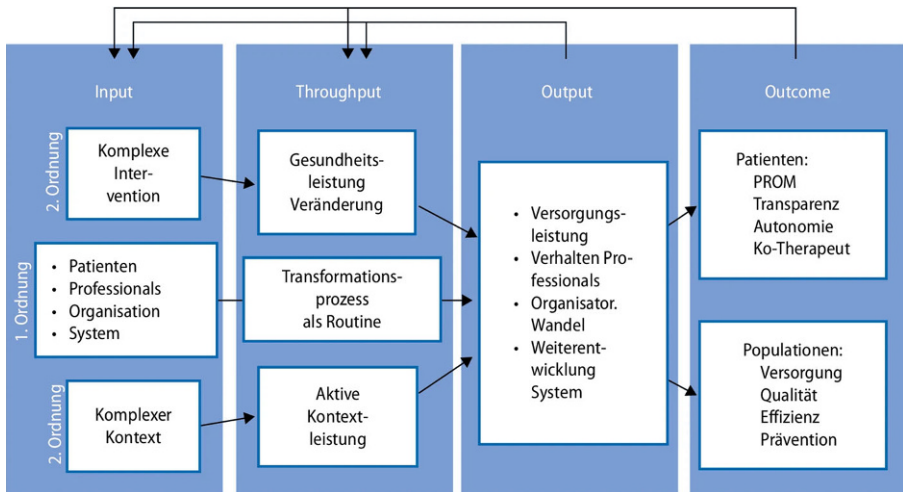 Input
2. Ordnung
Komplexe
Inter-
vention
1. Ordnung
• Patienten
• Professionals
• Organisation
• System
2. Ordnung
Komplexer
Kontext
Throughput
Gesundheits-
leistung
Veränderung
Transformations-
prozess
als Routine
Aktive
Kontext-
leistung
Output
• Versorgungs-
leistung
• Verhalten Pro-
fessionals
• Organisator.
Wandel
• Weiterent-
wicklung
System
Outcome
Patienten:
PROM
Transparenz
Autonomie
Ko-Therapeut
Populationen:
Versorgung
Qualität
Effizienz
Prävention